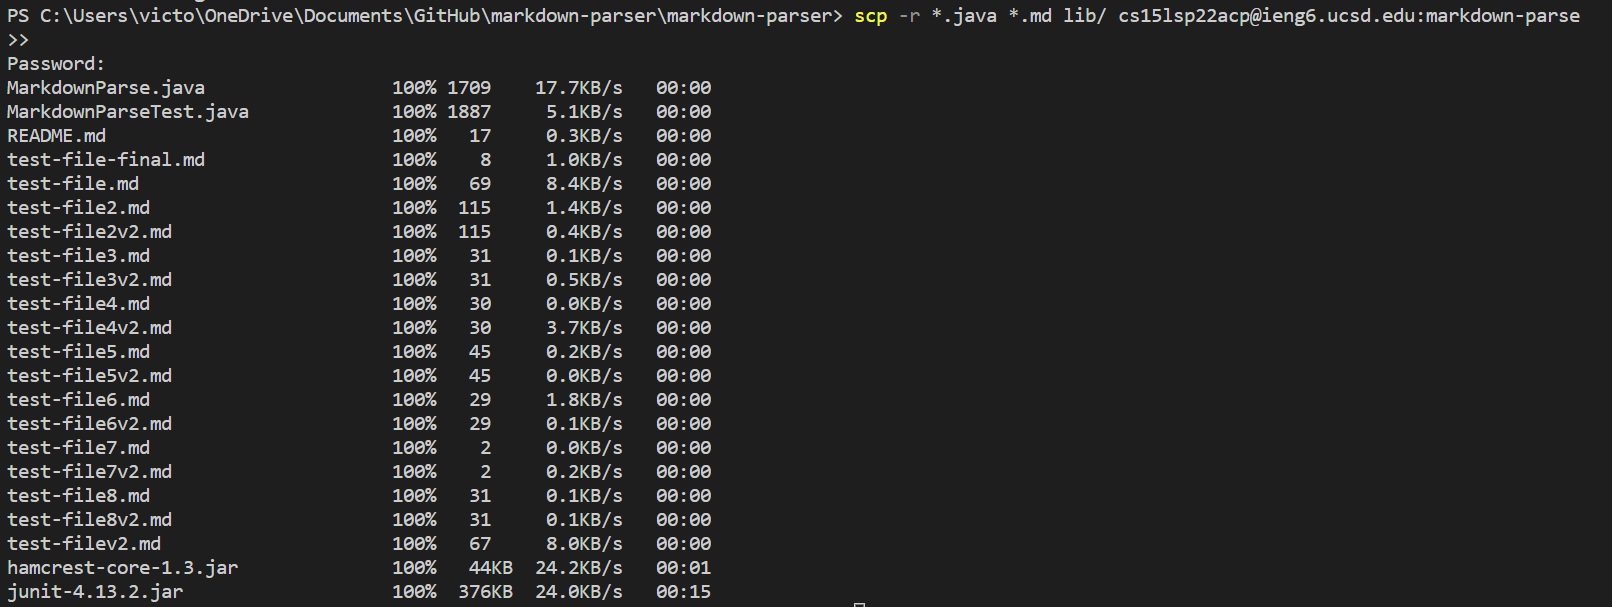 PS C:\Users\victo\OneDrive\Documents\GitHub\markdown-parser\markdown-parser> scp -r *.java *.md lib/ cs15lsp22acp@ieng6.ucsd.edu:markdown-parse
>>
Password:
MarkdownParse.java 100% 1709 17.7KB/s 00:00
MarkdownParseTest.java 100% 1887 5.1KB/s 00:00
README.md 100% 17 0.3KB/s 00:00
test-file-final.md 100% 8 1.0KB/s 00:00
test-file.md 100% 69 8.4KB/s 00:00
test-file2.md 100% 115 1.4KB/s 00:00
test-file2v2.md 100% 115 0.4KB/s 00:00
test-file3.md 100% 31 0.1KB/s 00:00
test-file3v2.md 100% 31 0.5KB/s 00:00
test-file4.md 100% 30 0.0KB/s 00:00
test-file4v2.md 100% 30 3.7KB/s 00:00
test-file5.md 100% 45 0.2KB/s 00:00
test-file5v2.md 100% 45 0.0KB/s 00:00
test-file6.md 100% 29 1.8KB/s 00:00
test-file6v2.md 100% 29 0.1KB/s 00:00
test-file7.md 100% 2 0.0KB/s 00:00
test-file7v2.md 100% 2 0.2KB/s 00:00
test-file8.md 100% 31 0.1KB/s 00:00
test-file8v2.md 100% 31 0.1KB/s 00:00
test-filev2.md 100% 67 8.0KB/s 00:00
hamcrest-core-1.3.jar 100% 44KB 24.2KB/s 00:01
junit-4.13.2.jar 100% 376KB 24.0KB/s 00:15